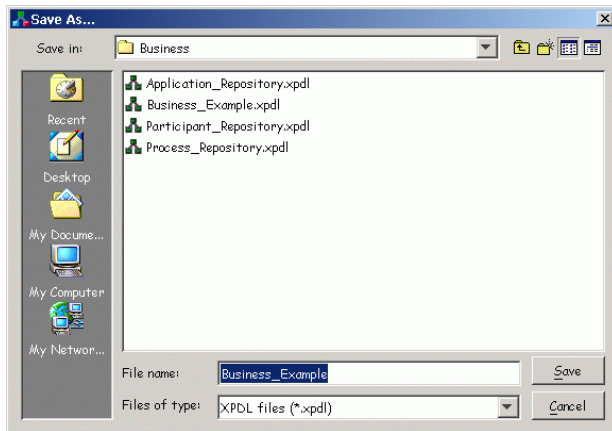 Save As...
Save in:
Business
Recent
Desktop
My Docume...
My Computer
My Networ...
Application_Repository.xpdl
Business_Example.xpdl
Participant_Repository.xpdl
Process_Repository.xpdl
File name:
Business_Example
Save
Files of type:
XPDL files (*.xpdl)
Cancel